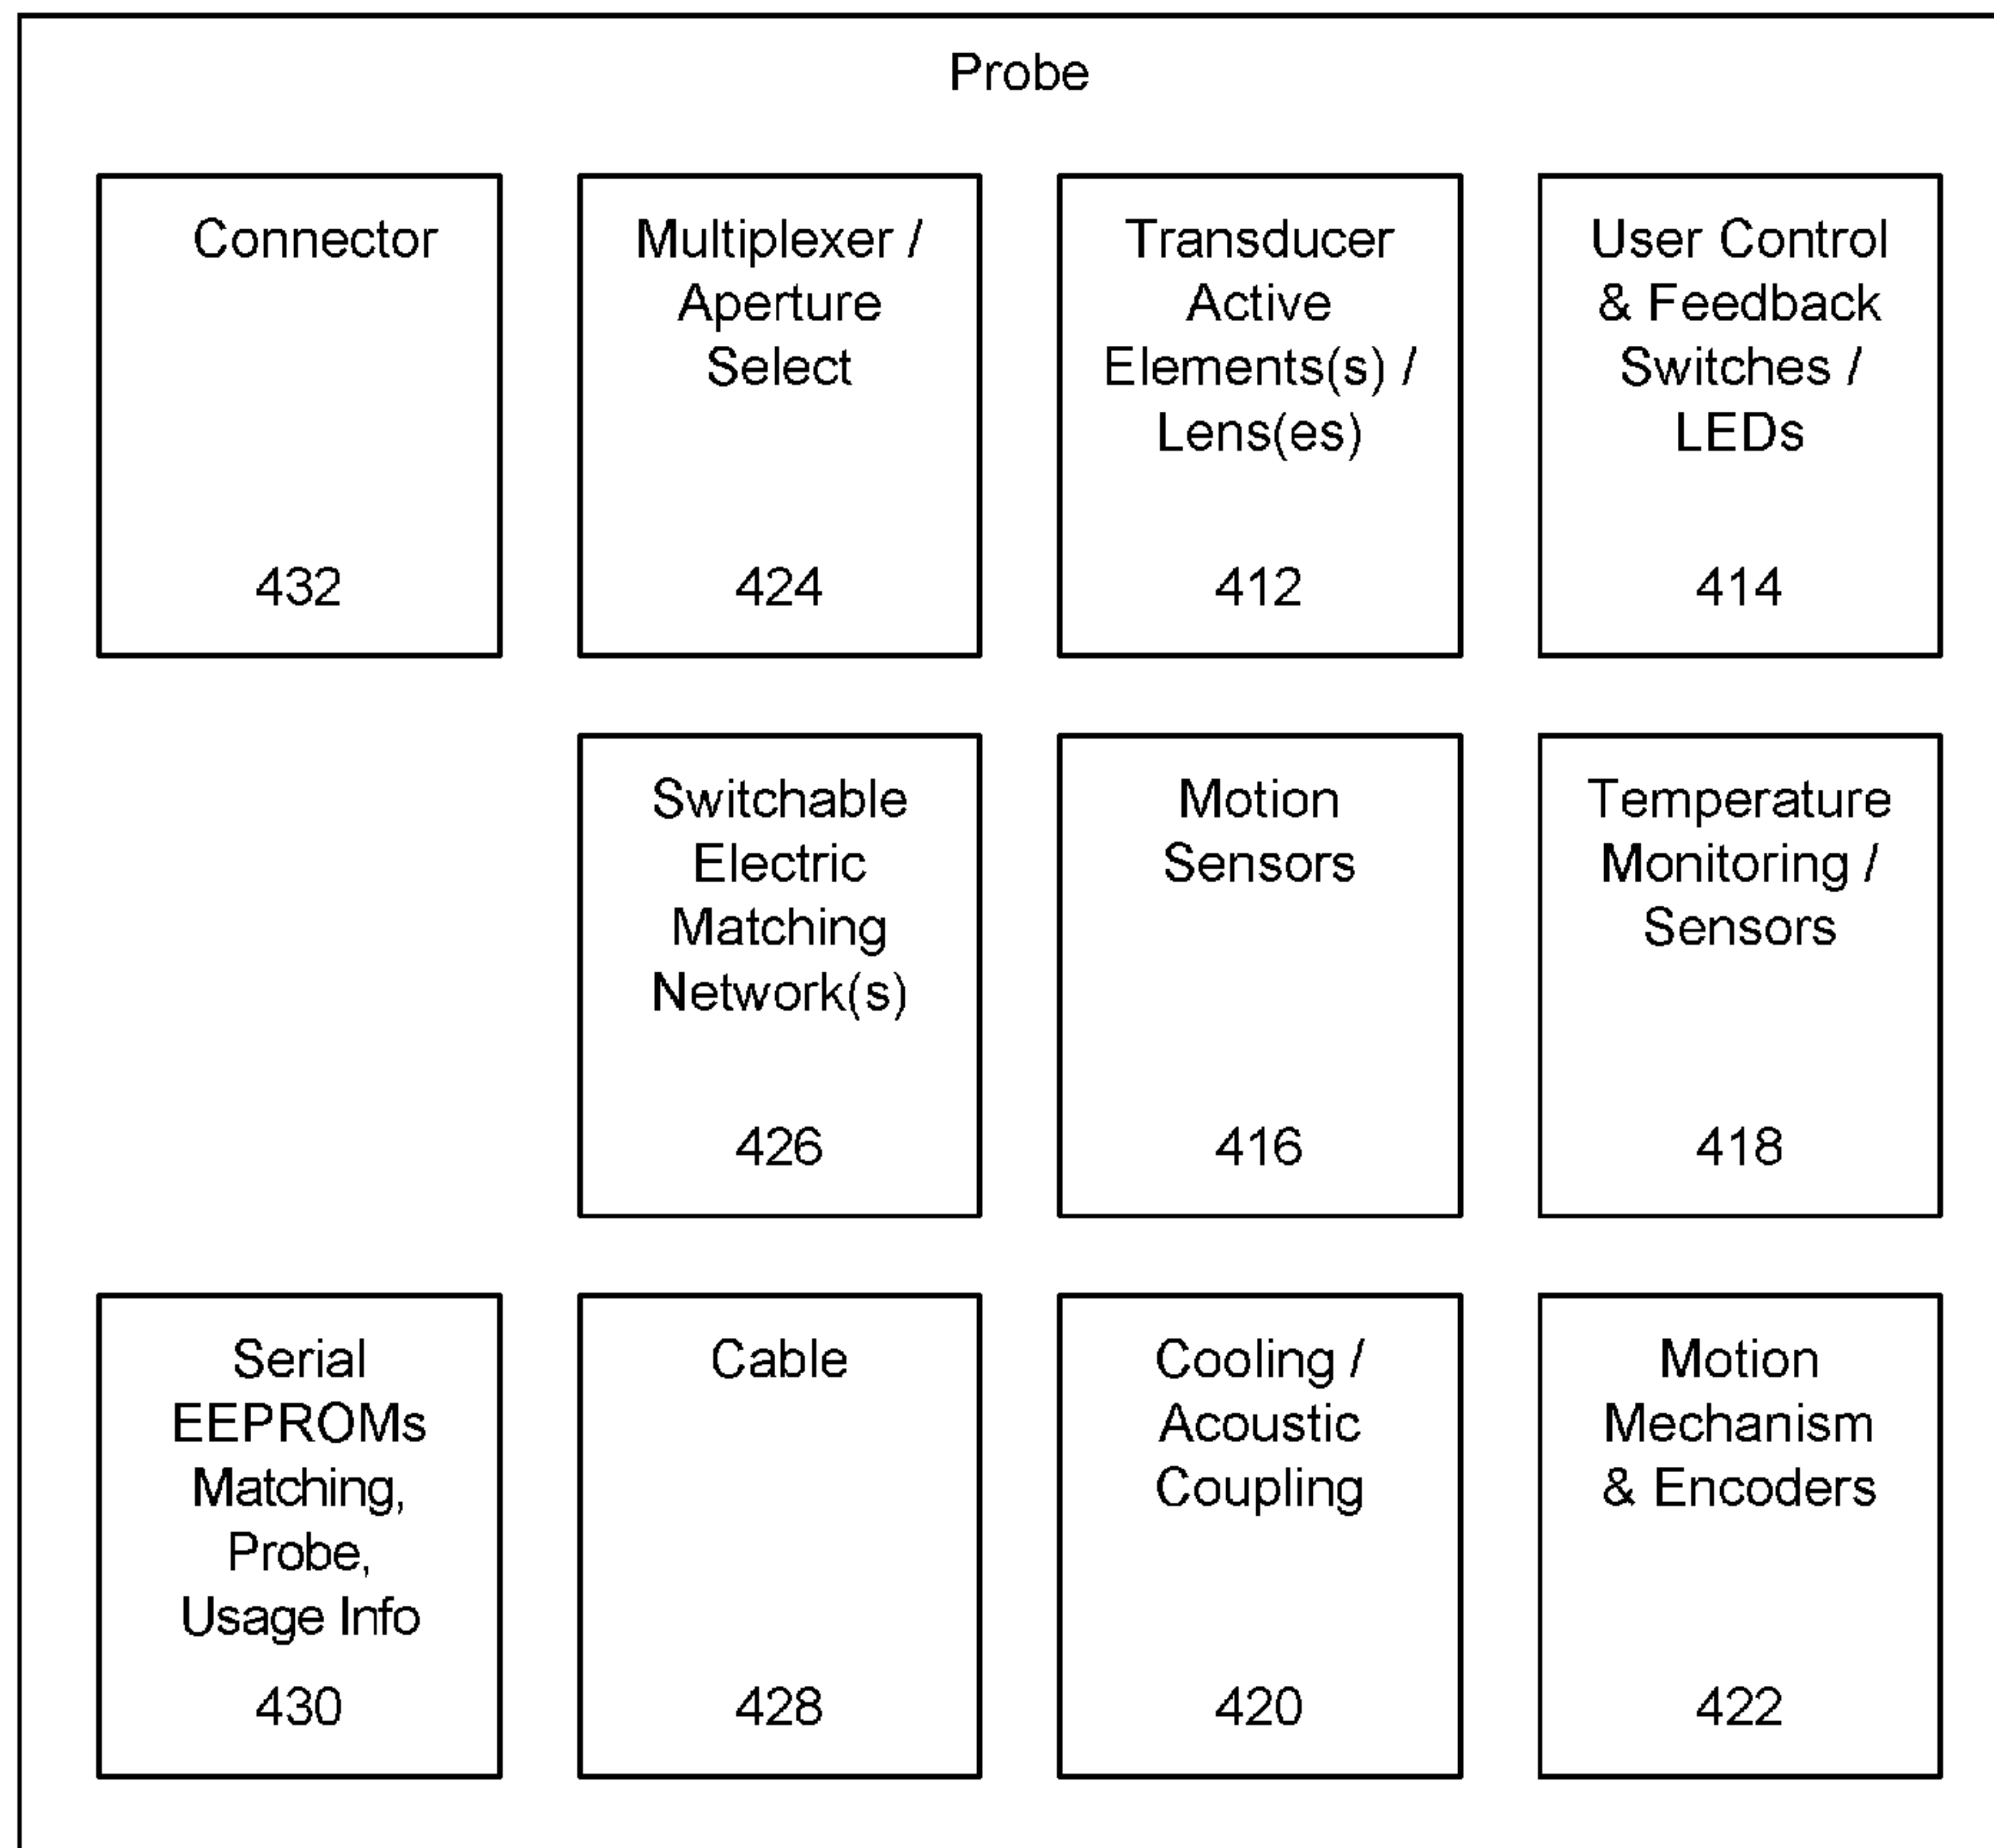 Probe
Connector
432
Multiplexer /
Aperture
Select
424
Transducer
Active
Elements(s) /
Lens(es)
412
User Control
& Feedback
Switches /
LEDs
414
Switchable
Electric
Matching
Network(s)
426
Motion
Sensors
416
Temperature
Monitoring /
Sensors
418
Serial
EEPROMs
Matching,
Probe,
Usage Info
430
Cable
428
Cooling /
Acoustic
Coupling
420
Motion
Mechanism
& Encoders
422